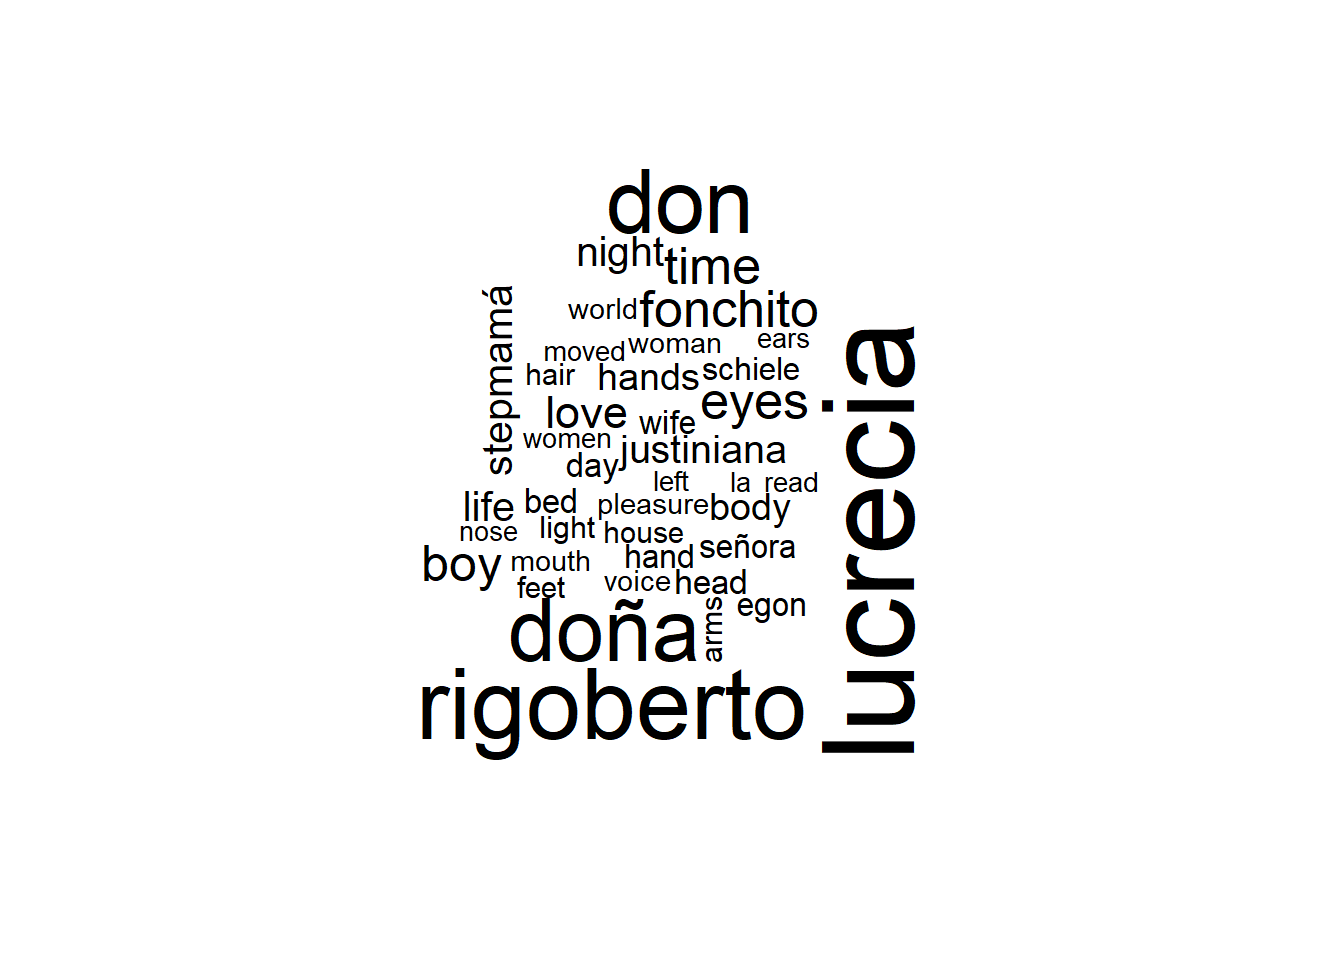 don
night
time
stepmamá
world
fonchito
moved
woman
ears
hair
hands
schiele
love
wife
eyes
women
justiniana
day
left
la
read
life
bed
pleasure
body
nose
light
house
señora
boy
mouth
hand
feet
voice
head
doña
arms
egon
rigoberto
lucrecia